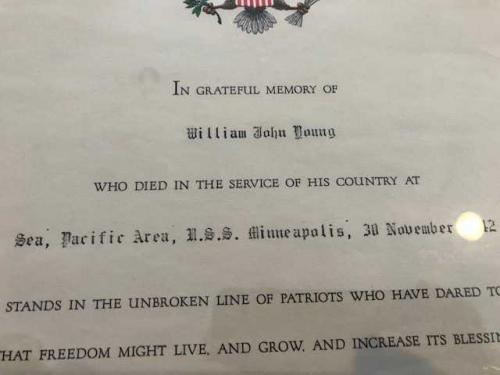 IN GRATEFUL MEMORY OF
William John Young
WHO DIED IN THE SERVICE OF HIS COUNTRY AT
Sea, Pacific Area, U.S.S. Minneapolis, 30 November 42
STANDS IN THE UNBROKEN LINE OF PATRIOTS WHO HAVE DARED TO
THAT FREEDOM MIGHT LIVE, AND GROW, AND INCREASE ITS BLESSIN